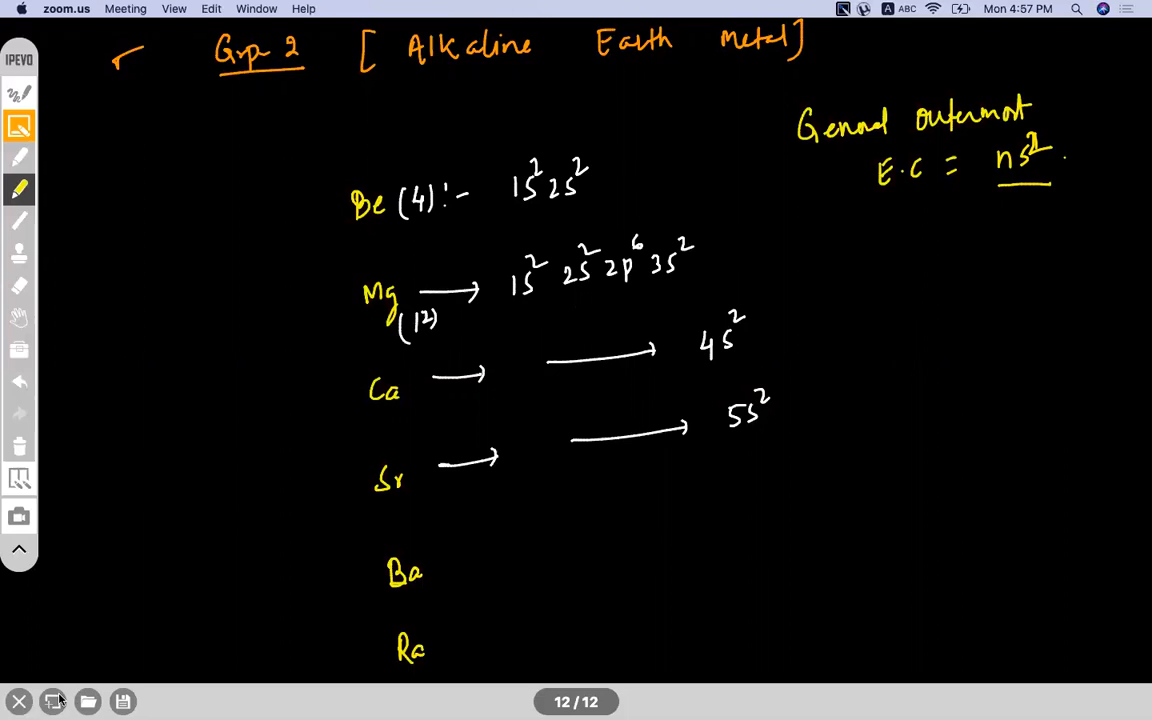 zoom.us Meeting View Edit Window Help A ABC Mon 4:57 PM
IPEVO
Grp 2 [ Alkaline Earth Metal]
General outermost
E.C = ns²
Be (4) :- 1s² 2s²
Mg → 1s² 2s² 2p⁶ 3s²
(12)
Ca → → 4s²
Sr → → 5s²
Ba
Ra
12 / 12